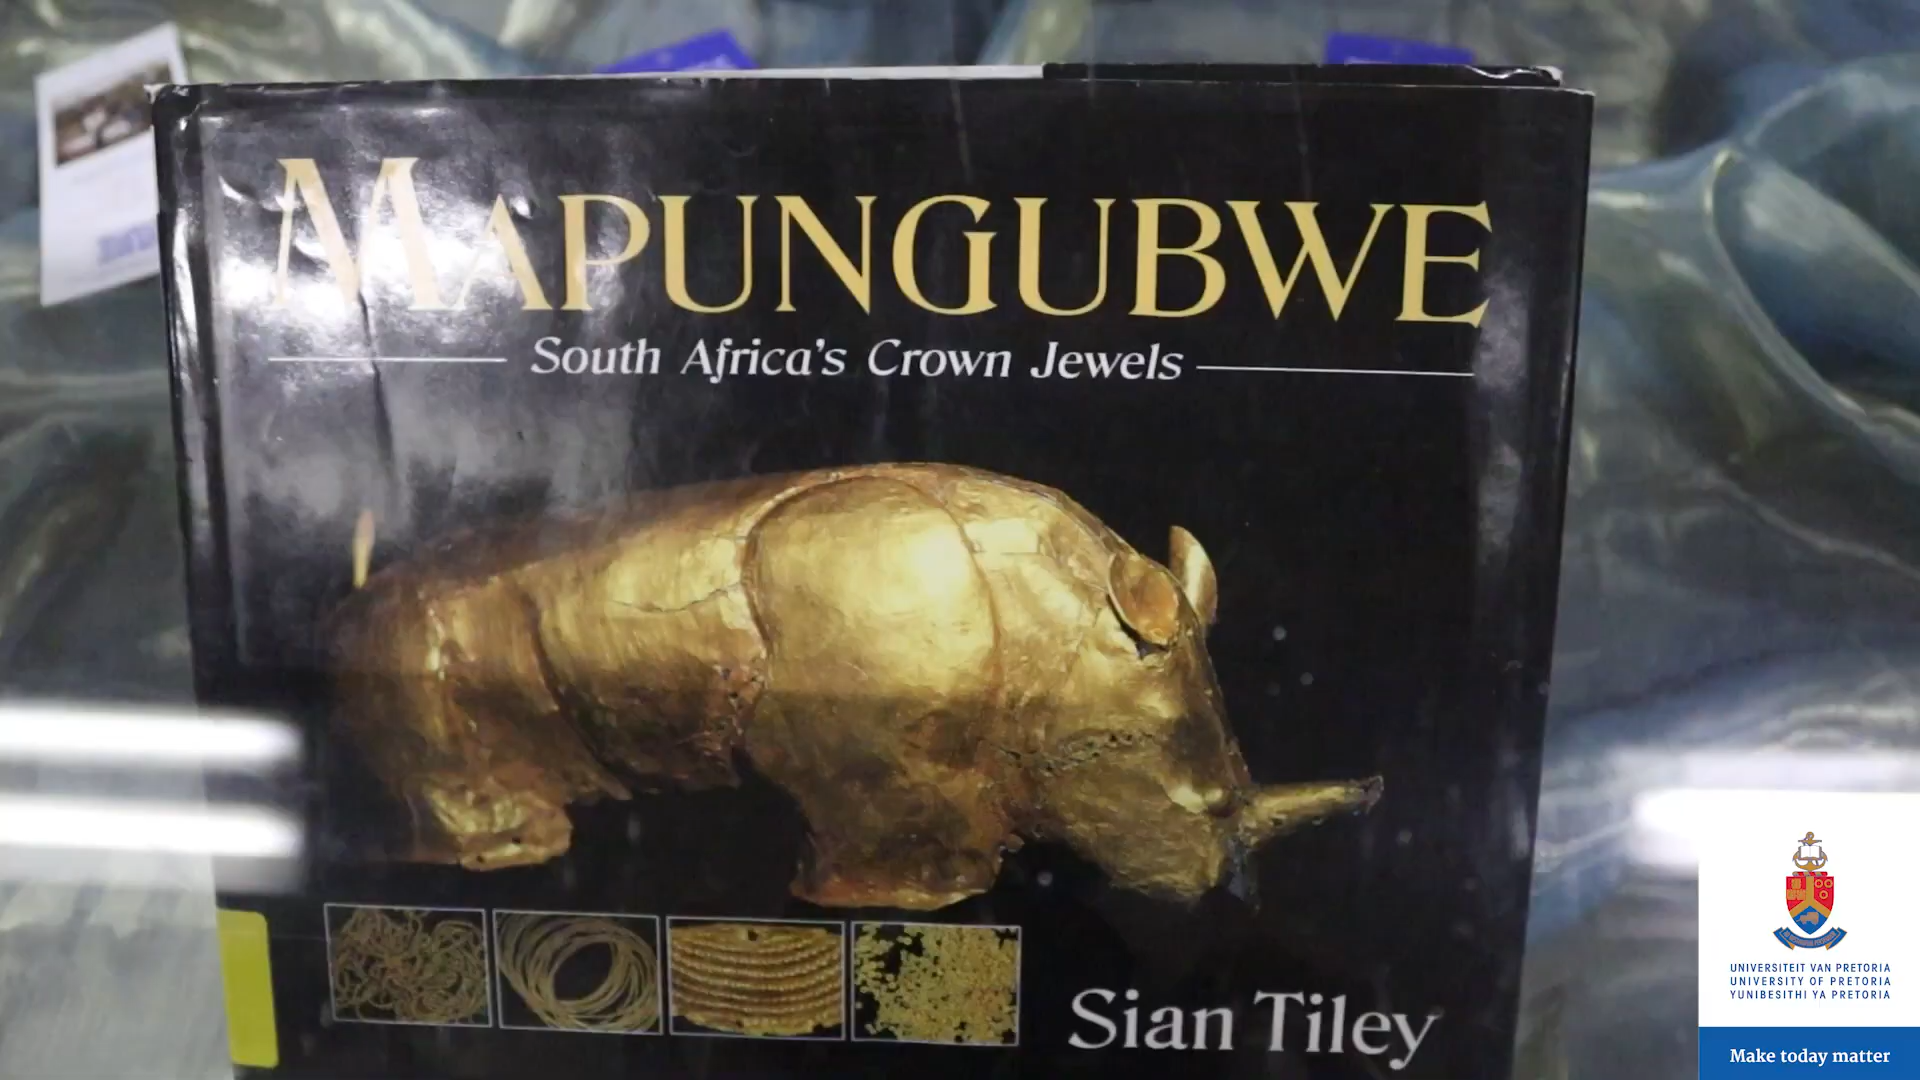 MAPUNGUBWE
South Africa's Crown Jewels
Sian Tiley
UNIVERSITEIT VAN PRETORIA
UNIVERSITY OF PRETORIA
YUNIBESITHI YA PRETORIA
Make today matter